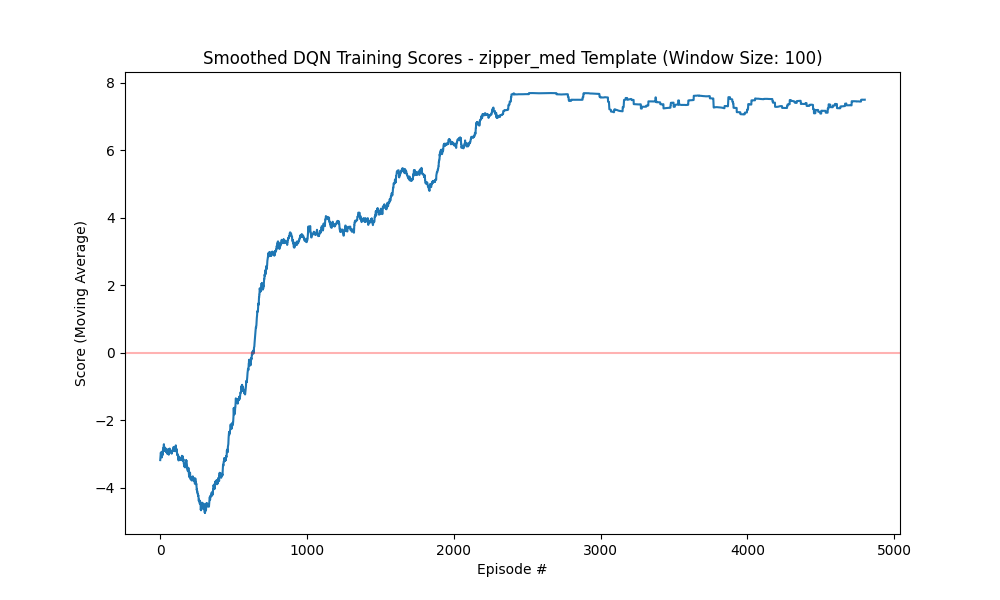 Smoothed DQN Training Scores - zipper_med Template (Window Size: 100)
8
6
4
2
0
−2
−4
Score (Moving Average)
0 1000 2000 3000 4000 5000
Episode #